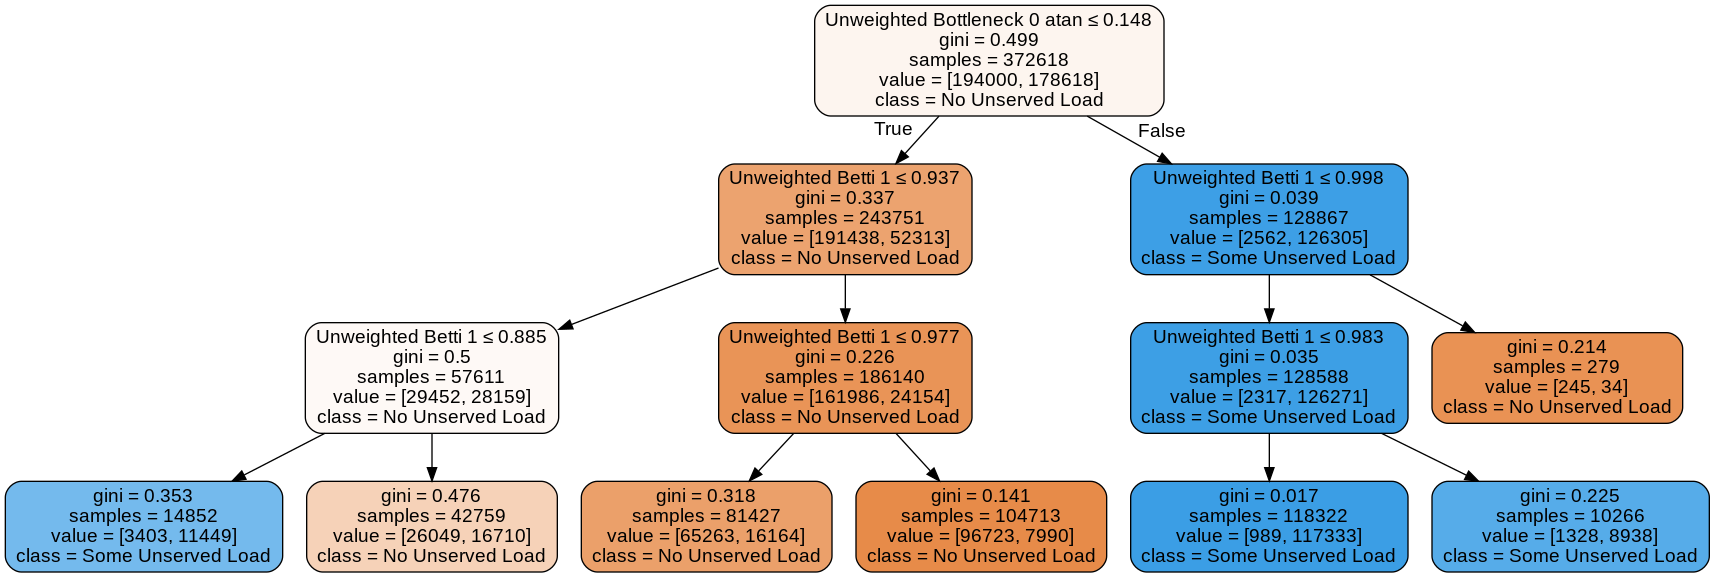 Unweighted Bottleneck 0 atan ≤ 0.148
gini = 0.499
samples = 372618
value = [194000, 178618]
class = No Unserved Load
True
False
Unweighted Betti 1 ≤ 0.937
gini = 0.337
samples = 243751
value = [191438, 52313]
class = No Unserved Load
Unweighted Betti 1 ≤ 0.998
gini = 0.039
samples = 128867
value = [2562, 126305]
class = Some Unserved Load
Unweighted Betti 1 ≤ 0.885
gini = 0.5
samples = 57611
value = [29452, 28159]
class = No Unserved Load
Unweighted Betti 1 ≤ 0.977
gini = 0.226
samples = 186140
value = [161986, 24154]
class = No Unserved Load
Unweighted Betti 1 ≤ 0.983
gini = 0.035
samples = 128588
value = [2317, 126271]
class = Some Unserved Load
gini = 0.214
samples = 279
value = [245, 34]
class = No Unserved Load
gini = 0.353
samples = 14852
value = [3403, 11449]
class = Some Unserved Load
gini = 0.476
samples = 42759
value = [26049, 16710]
class = No Unserved Load
gini = 0.318
samples = 81427
value = [65263, 16164]
class = No Unserved Load
gini = 0.141
samples = 104713
value = [96723, 7990]
class = No Unserved Load
gini = 0.017
samples = 118322
value = [989, 117333]
class = Some Unserved Load
gini = 0.225
samples = 10266
value = [1328, 8938]
class = Some Unserved Load